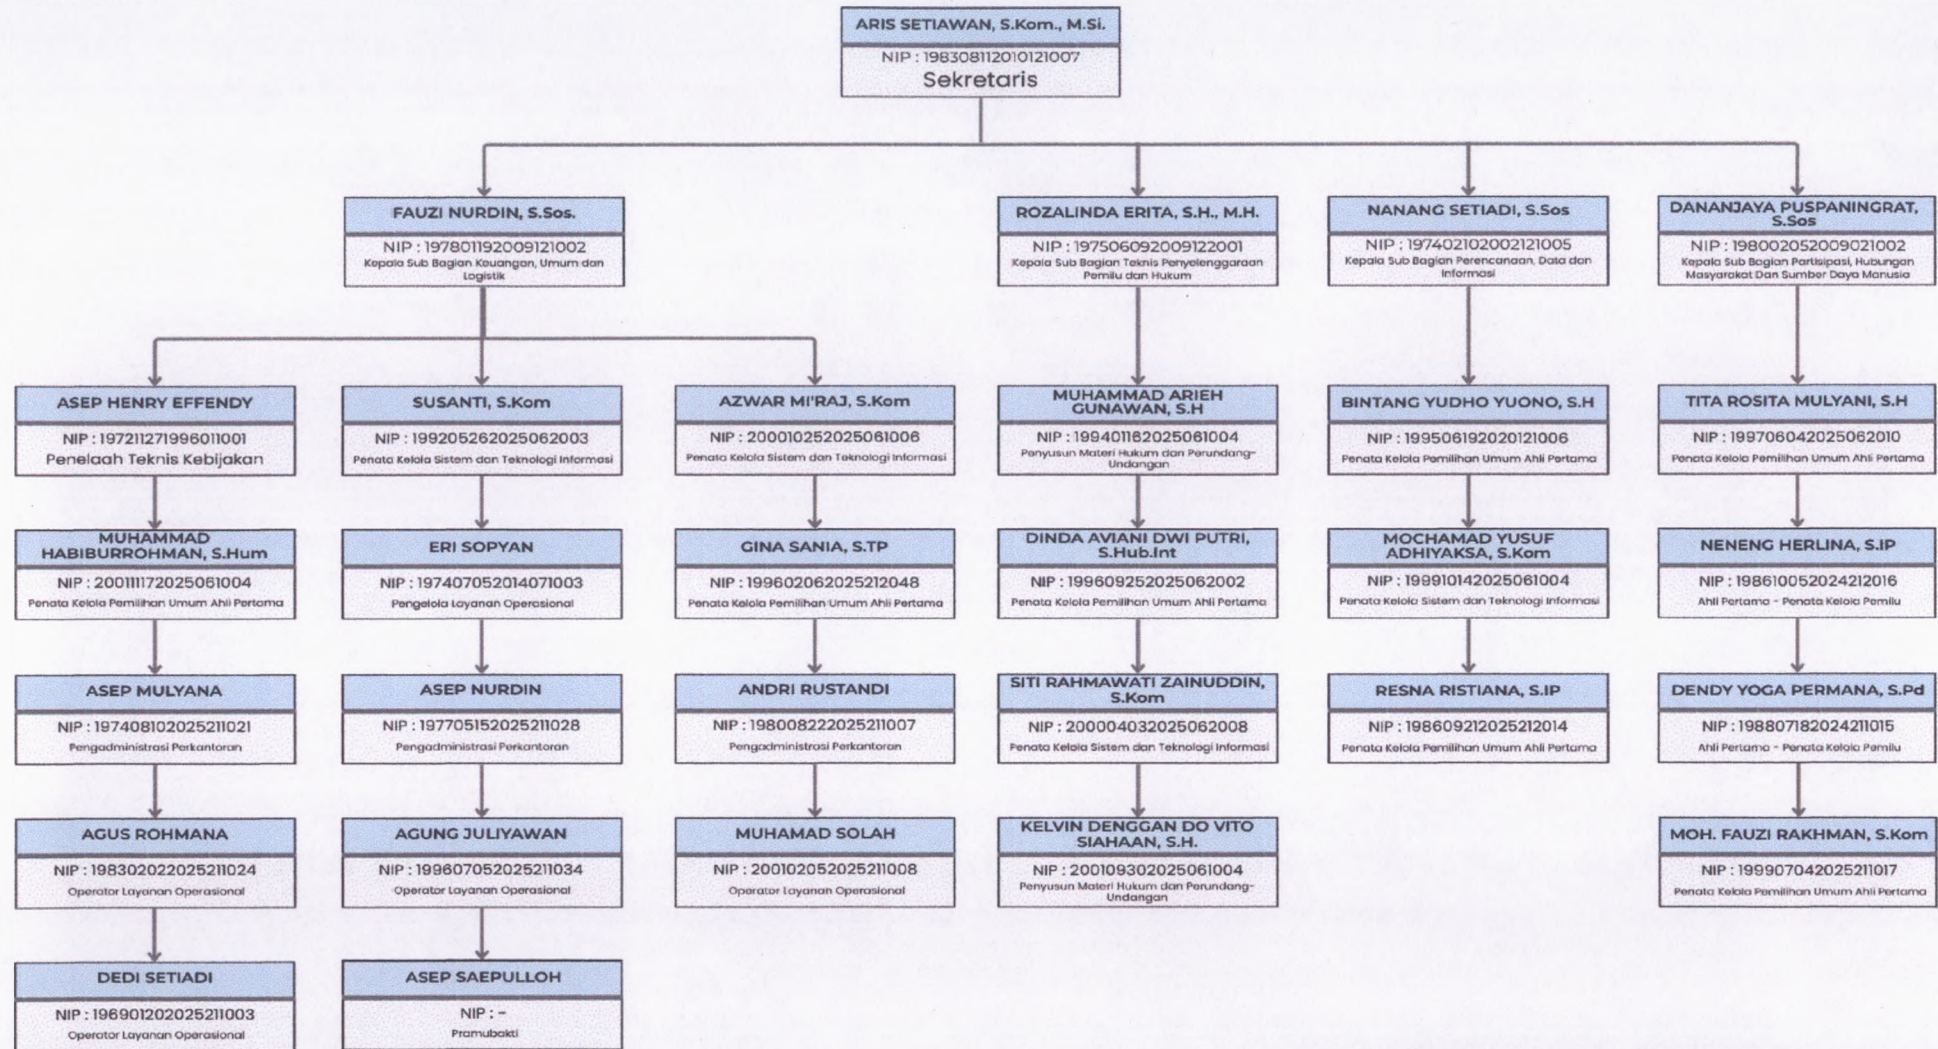 ARIS SETIAWAN, S.Kom., M.Si.
NIP : 198308112010121007
Sekretaris
FAUZI NURDIN, S.Sos.
NIP : 197801192009121002
Kepala Sub Bagian Keuangan, Umum dan
Logistik
ROZALINDA ERITA, S.H., M.H.
NIP : 197506092009122001
Kepala Sub Bagian Teknis Penyelenggaraan
Pemilu dan Hukum
NANANG SETIADI, S.Sos
NIP : 197402102002121005
Kepala Sub Bagian Perencanaan, Data dan
Informasi
DANANJAYA PUSPANINGRAT,
S.Sos
NIP : 198002052009021002
Kepala Sub Bagian Partisipasi, Hubungan
Masyarakat Dan Sumber Daya Manusia
ASEP HENRY EFFENDY
NIP : 197211271996011001
Penelaah Teknis Kebijakan
SUSANTI, S.Kom
NIP : 199205262025062003
Penata Kelola Sistem dan Teknologi Informasi
AZWAR MI'RAJ, S.Kom
NIP : 200010252025061006
Penata Kelola Sistem dan Teknologi Informasi
MUHAMMAD ARIEH
GUNAWAN, S.H
NIP : 199401162025061004
Penyusun Materi Hukum dan Perundang-
Undangan
BINTANG YUDHO YUONO, S.H
NIP : 199506192020121006
Penata Kelola Pemilihan Umum Ahli Pertama
TITA ROSITA MULYANI, S.H
NIP : 199706042025062010
Penata Kelola Pemilihan Umum Ahli Pertama
MUHAMMAD
HABIBURROHMAN, S.Hum
NIP : 200111172025061004
Penata Kelola Pemilihan Umum Ahli Pertama
ERI SOPYAN
NIP : 197407052014071003
Pengelola Layanan Operasional
GINA SANIA, S.TP
NIP : 199602062025212048
Penata Kelola Pemilihan Umum Ahli Pertama
DINDA AVIANI DWI PUTRI,
S.Hub.Int
NIP : 199609252025062002
Penata Kelola Pemilihan Umum Ahli Pertama
MOCHAMAD YUSUF
ADHIYAKSA, S.Kom
NIP : 199910142025061004
Penata Kelola Sistem dan Teknologi Informasi
NENENG HERLINA, S.IP
NIP : 198610052024212016
Ahli Pertama - Penata Kelola Pemilu
ASEP MULYANA
NIP : 197408102025211021
Pengadministrasi Perkantoran
ASEP NURDIN
NIP : 197705152025211028
Pengadministrasi Perkantoran
ANDRI RUSTANDI
NIP : 198008222025211007
Pengadministrasi Perkantoran
SITI RAHMAWATI ZAINUDDIN,
S.Kom
NIP : 200004032025062008
Penata Kelola Sistem dan Teknologi Informasi
RESNA RISTIANA, S.IP
NIP : 198609212025212014
Penata Kelola Pemilihan Umum Ahli Pertama
DENDY YOGA PERMANA, S.Pd
NIP : 198807182024211015
Ahli Pertama - Penata Kelola Pemilu
AGUS ROHMANA
NIP : 198302022025211024
Operator Layanan Operasional
AGUNG JULIYAWAN
NIP : 199607052025211034
Operator Layanan Operasional
MUHAMAD SOLAH
NIP : 200102052025211008
Operator Layanan Operasional
KELVIN DENGGAN DO VITO
SIAHAAN, S.H.
NIP : 200109302025061004
Penyusun Materi Hukum dan Perundang-
Undangan
MOH. FAUZI RAKHMAN, S.Kom
NIP : 199907042025211017
Penata Kelola Pemilihan Umum Ahli Pertama
DEDI SETIADI
NIP : 196901202025211003
Operator Layanan Operasional
ASEP SAEPULLOH
NIP : -
Pramubakti